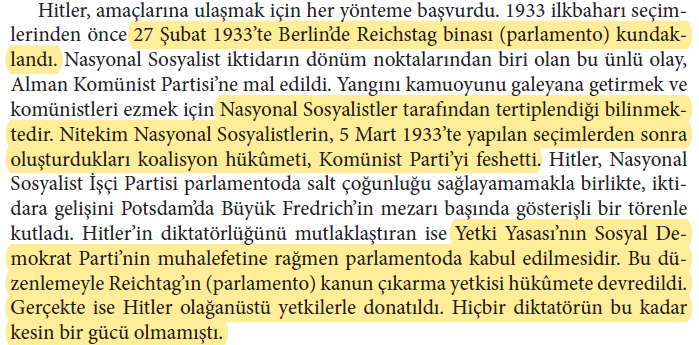 Hitler, amaçlarına ulaşmak için her yönteme başvurdu. 1933 ilkbaharı seçim-
lerinden önce 27 Şubat 1933’te Berlin’de Reichstag binası (parlamento) kundak-
landı. Nasyonal Sosyalist iktidarın dönüm noktalarından biri olan bu ünlü olay,
Alman Komünist Partisi’ne mal edildi. Yangını kamuoyunu galeyana getirmek ve
komünistleri ezmek için Nasyonal Sosyalistler tarafından tertiplendiği bilinmek-
tedir. Nitekim Nasyonal Sosyalistlerin, 5 Mart 1933’te yapılan seçimlerden sonra
oluşturdukları koalisyon hükûmeti, Komünist Parti’yi feshetti. Hitler, Nasyonal
Sosyalist İşçi Partisi parlamentoda salt çoğunluğu sağlayamamakla birlikte, ikti-
dara gelişini Potsdam’da Büyük Fredrich’in mezarı başında gösterişli bir törenle
kutladı. Hitler’in diktatörlüğünü mutlaklaştıran ise Yetki Yasası’nın Sosyal De-
mokrat Parti’nin muhalefetine rağmen parlamentoda kabul edilmesidir. Bu dü-
zenlemeyle Reichtag’ın (parlamento) kanun çıkarma yetkisi hükûmete devredildi.
Gerçekte ise Hitler olağanüstü yetkilerle donatıldı. Hiçbir diktatörün bu kadar
kesin bir gücü olmamıştı.